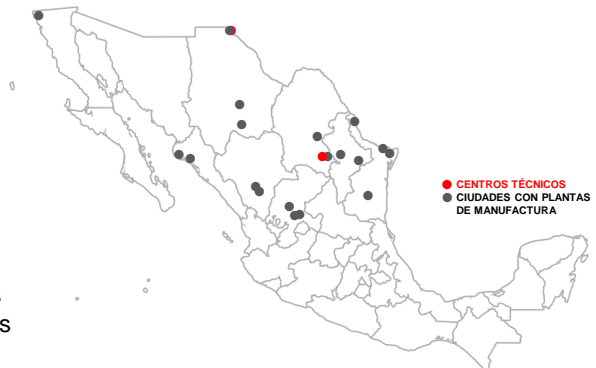 CENTROS TÉCNICOS
CIUDADES CON PLANTAS
DE MANUFACTURA
s